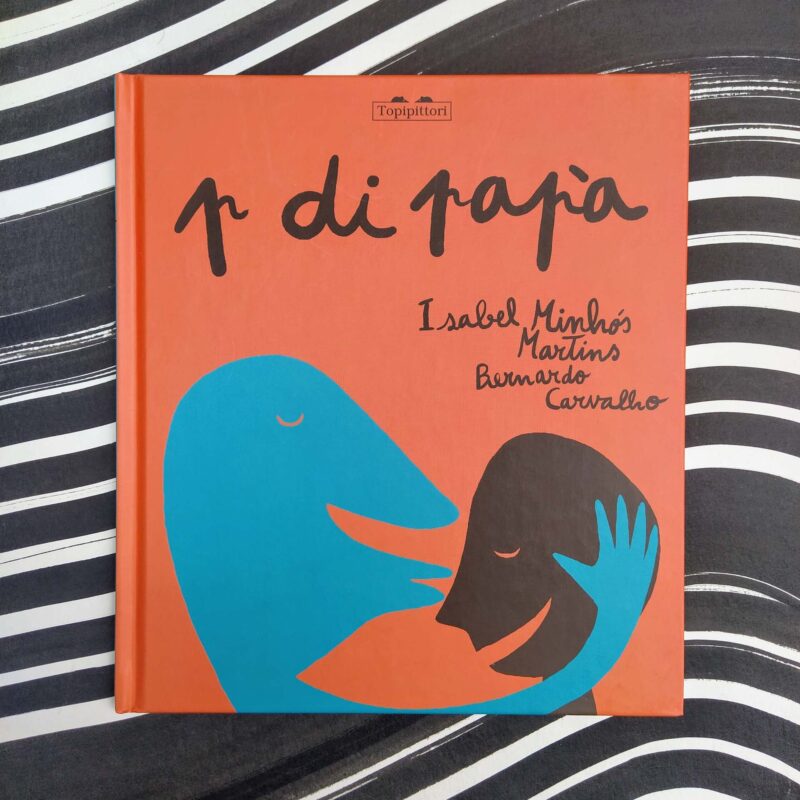 Topipittori
p di papà
Isabel Minhós
Martins
Bernardo
Carvalho